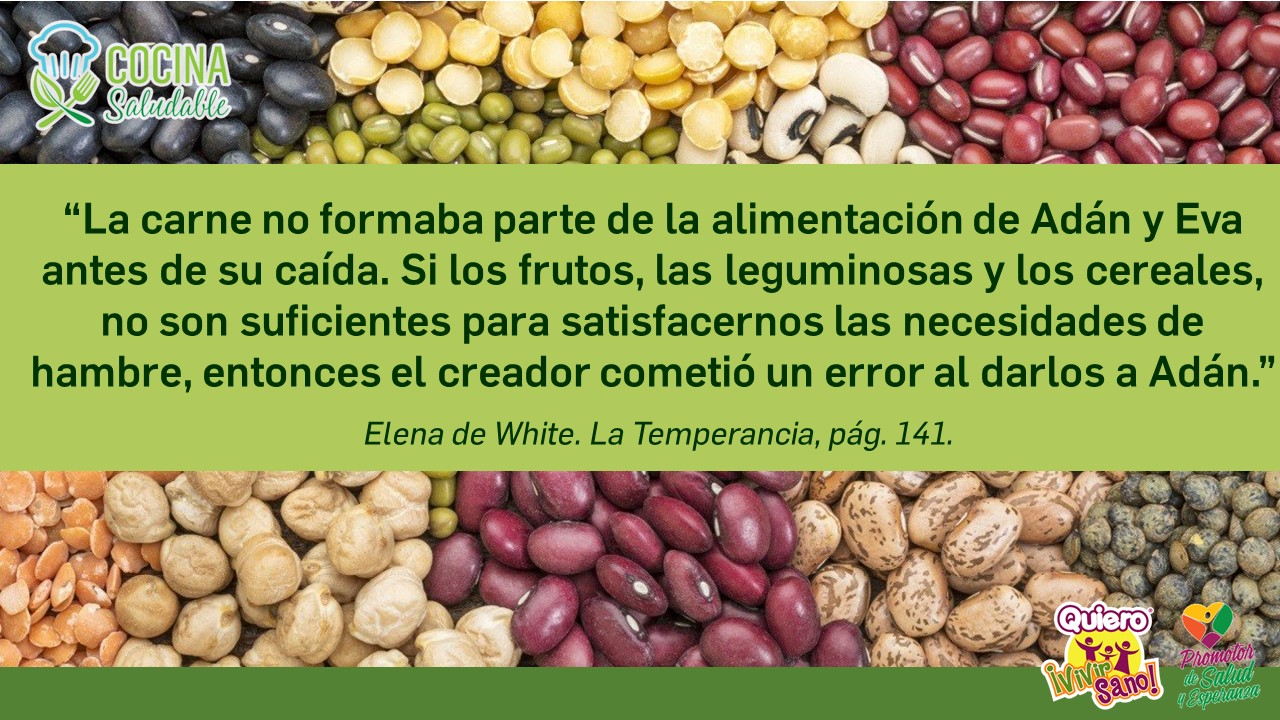 COCINA
Saludable
“La carne no formaba parte de la alimentación de Adán y Eva
antes de su caída. Si los frutos, las leguminosas y los cereales,
no son suficientes para satisfacernos las necesidades de
hambre, entonces el creador cometió un error al darlos a Adán.”
Elena de White. La Temperancia, pág. 141.
Quiero
¡Vivir
Sano!
Promotor
de Salud
y Esperanza